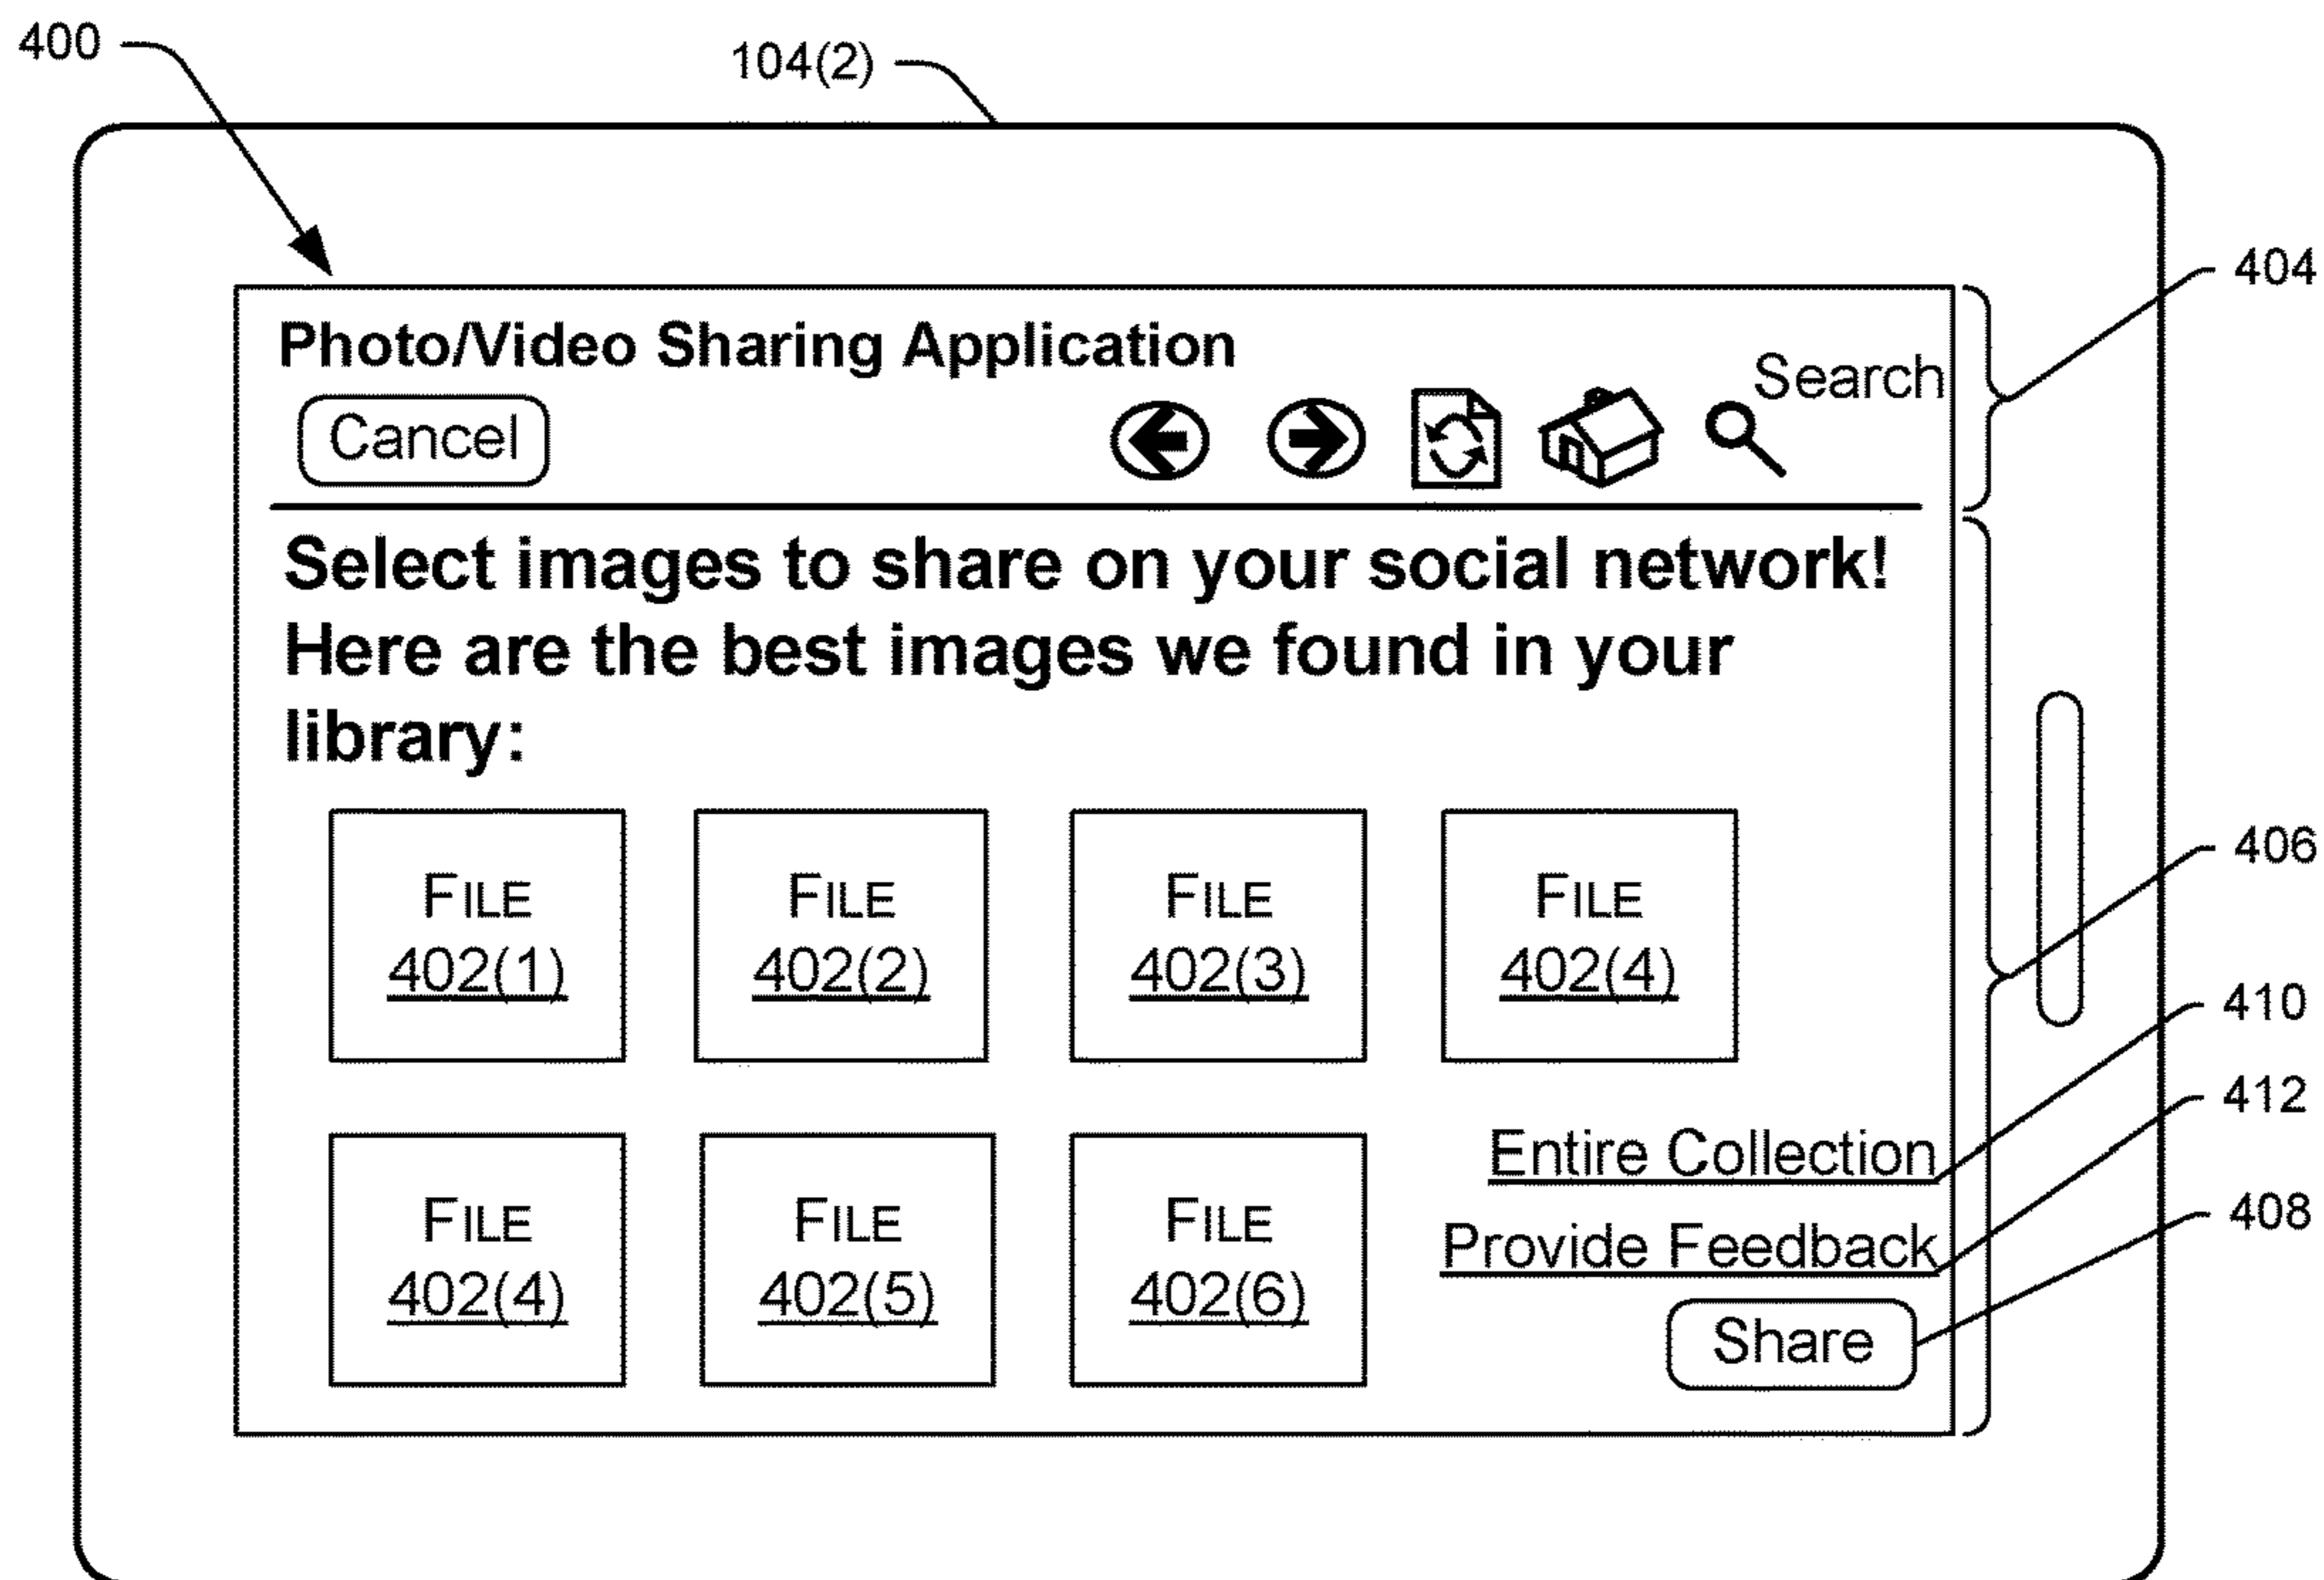 400
104(2)
404
Photo/Video Sharing Application
Search
Cancel
Select images to share on your social network!
Here are the best images we found in your
library:
406
FILE
402(1)
FILE
402(2)
FILE
402(3)
FILE
402(4)
410
412
Entire Collection
408
Provide Feedback
FILE
402(4)
FILE
402(5)
FILE
402(6)
Share